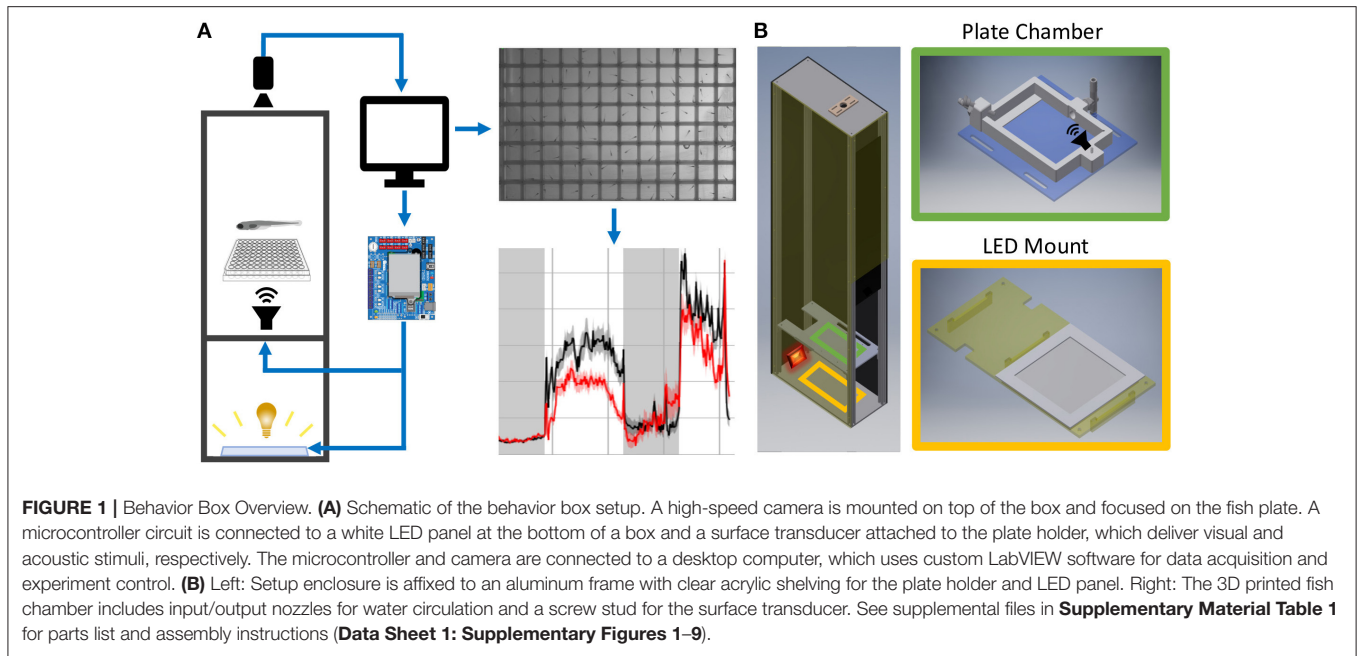 A
B
Plate Chamber
LED Mount
FIGURE 1 | Behavior Box Overview. (A) Schematic of the behavior box setup. A high-speed camera is mounted on top of the box and focused on the fish plate. A
microcontroller circuit is connected to a white LED panel at the bottom of a box and a surface transducer attached to the plate holder, which deliver visual and
acoustic stimuli, respectively. The microcontroller and camera are connected to a desktop computer, which uses custom LabVIEW software for data acquisition and
experiment control. (B) Left: Setup enclosure is affixed to an aluminum frame with clear acrylic shelving for the plate holder and LED panel. Right: The 3D printed fish
chamber includes input/output nozzles for water circulation and a screw stud for the surface transducer. See supplemental files in Supplementary Material Table 1
for parts list and assembly instructions (Data Sheet 1: Supplementary Figures 1–9).